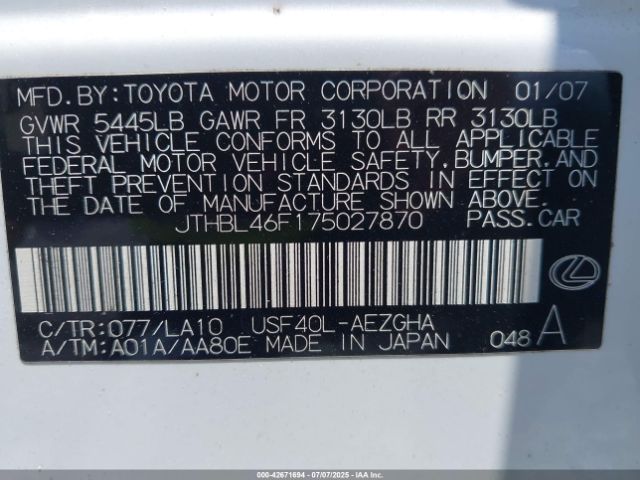 MFD.BY:TOYOTA MOTOR CORPORATION 01/07
GVWR 5445LB GAWR FR 3130LB RR 3130LB
THIS VEHICLE CONFORMS TO ALL APPLICABLE
FEDERAL MOTOR VEHICLE SAFETY,BUMPER,AND
THEFT PREVENTION STANDARDS IN EFFECT ON
THE DATE OF MANUFACTURE SHOWN ABOVE.
JTHBL46F175027870 PASS.CAR
C/TR:077/LA10 USF40L-AEZGHA
A/TM:A01A/AA80E MADE IN JAPAN 048 A
000-42671694 07/07/2025 IAAI.COM